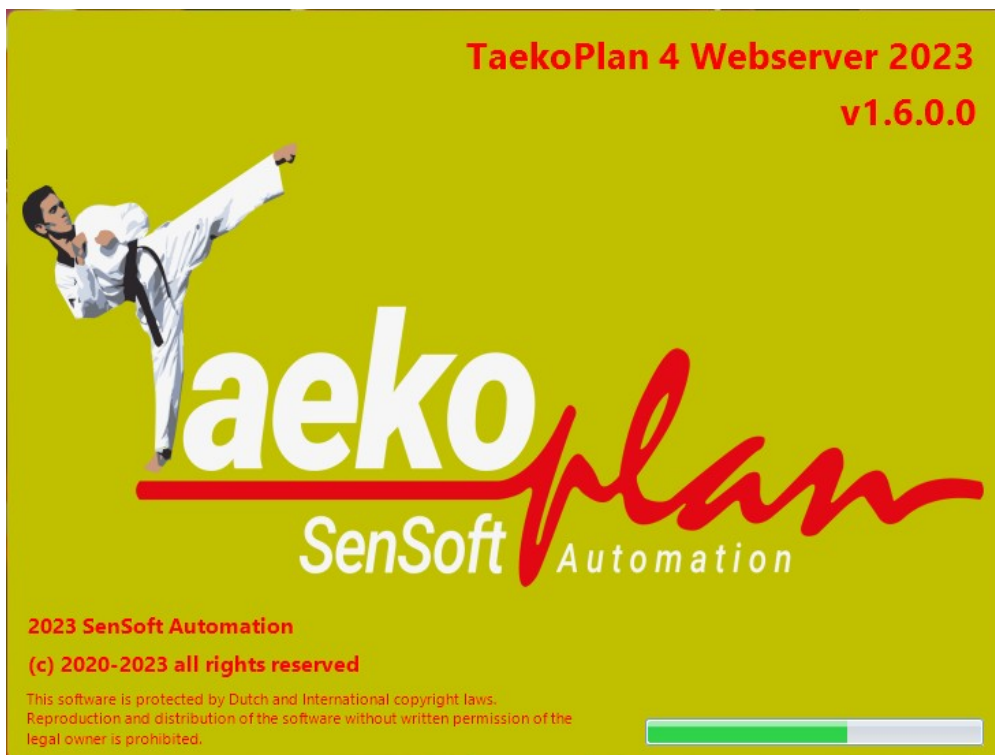 TaekoPlan 4 Webserver 2023
v1.6.0.0
Taeko plan
SenSoft Automation
2023 SenSoft Automation
(c) 2020-2023 all rights reserved
This software is protected by Dutch and International copyright laws.
Reproduction and distribution of the software without written permission of the
legal owner is prohibited.